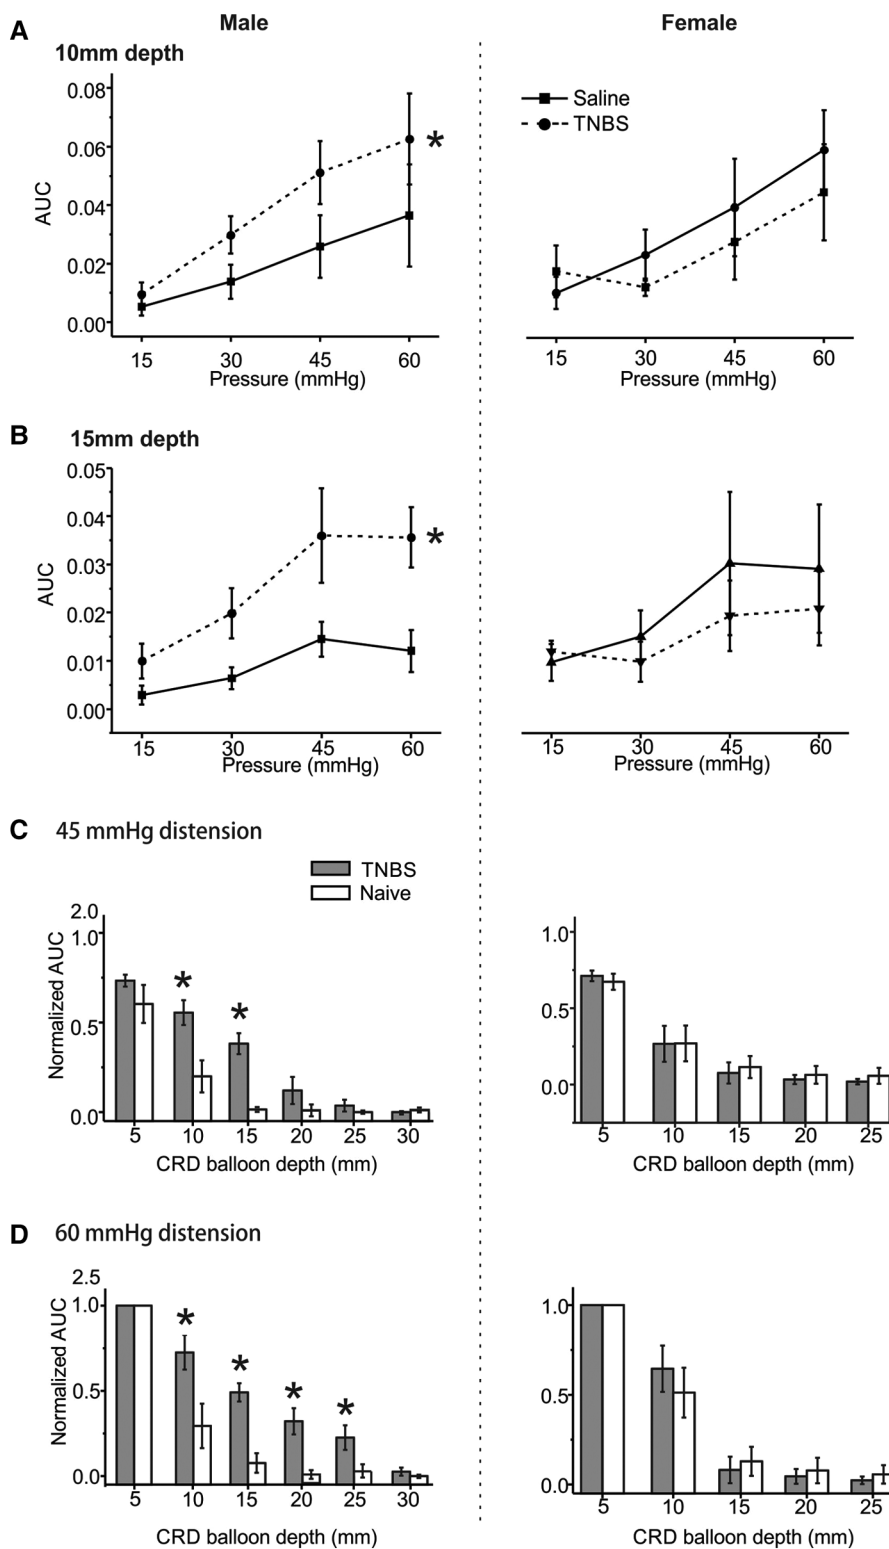 A
Male
Female
10mm depth
Saline
TNBS
0.08
0.06
0.04
0.02
0.00
AUC
15 30 45 60
Pressure (mmHg)
*
15 30 45 60
Pressure (mmHg)
B
15mm depth
0.05
0.04
0.03
0.02
0.01
0.00
AUC
15 30 45 60
Pressure (mmHg)
*
15 30 45 60
Pressure (mmHg)
C
45 mmHg distension
TNBS
Naive
2.0
1.0
0.5
0.0
Normalized AUC
* *
5 10 15 20 25 30
CRD balloon depth (mm)
1.0
0.5
0.0
5 10 15 20 25
CRD balloon depth (mm)
D
60 mmHg distension
2.5
1.0
0.5
0.0
Normalized AUC
* * * *
5 10 15 20 25 30
CRD balloon depth (mm)
1.0
0.5
0.0
5 10 15 20 25
CRD balloon depth (mm)